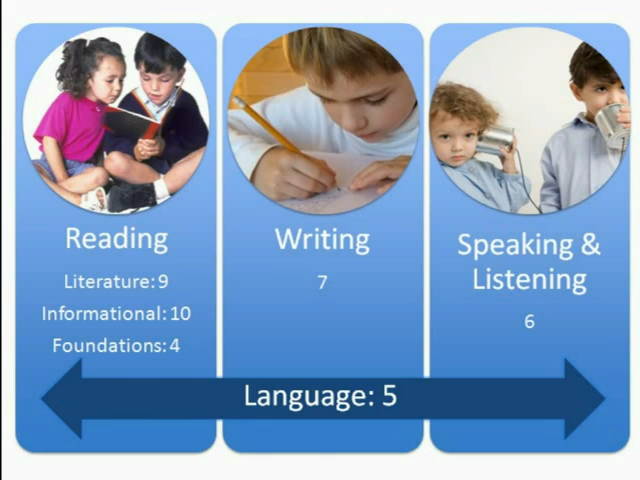 Reading
Literature: 9
Informational: 10
Foundations: 4
Writing
7
Speaking &
Listening
6
Language: 5